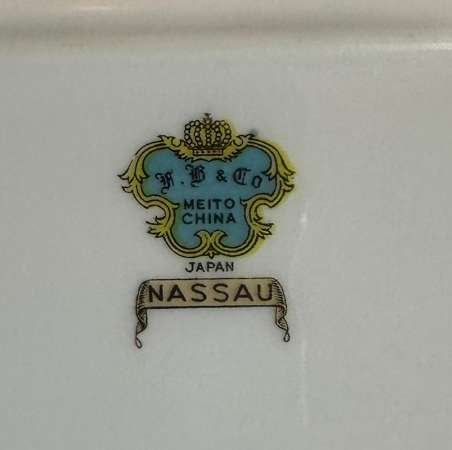 F. B & Co
MEITO
CHINA
JAPAN
NASSAU